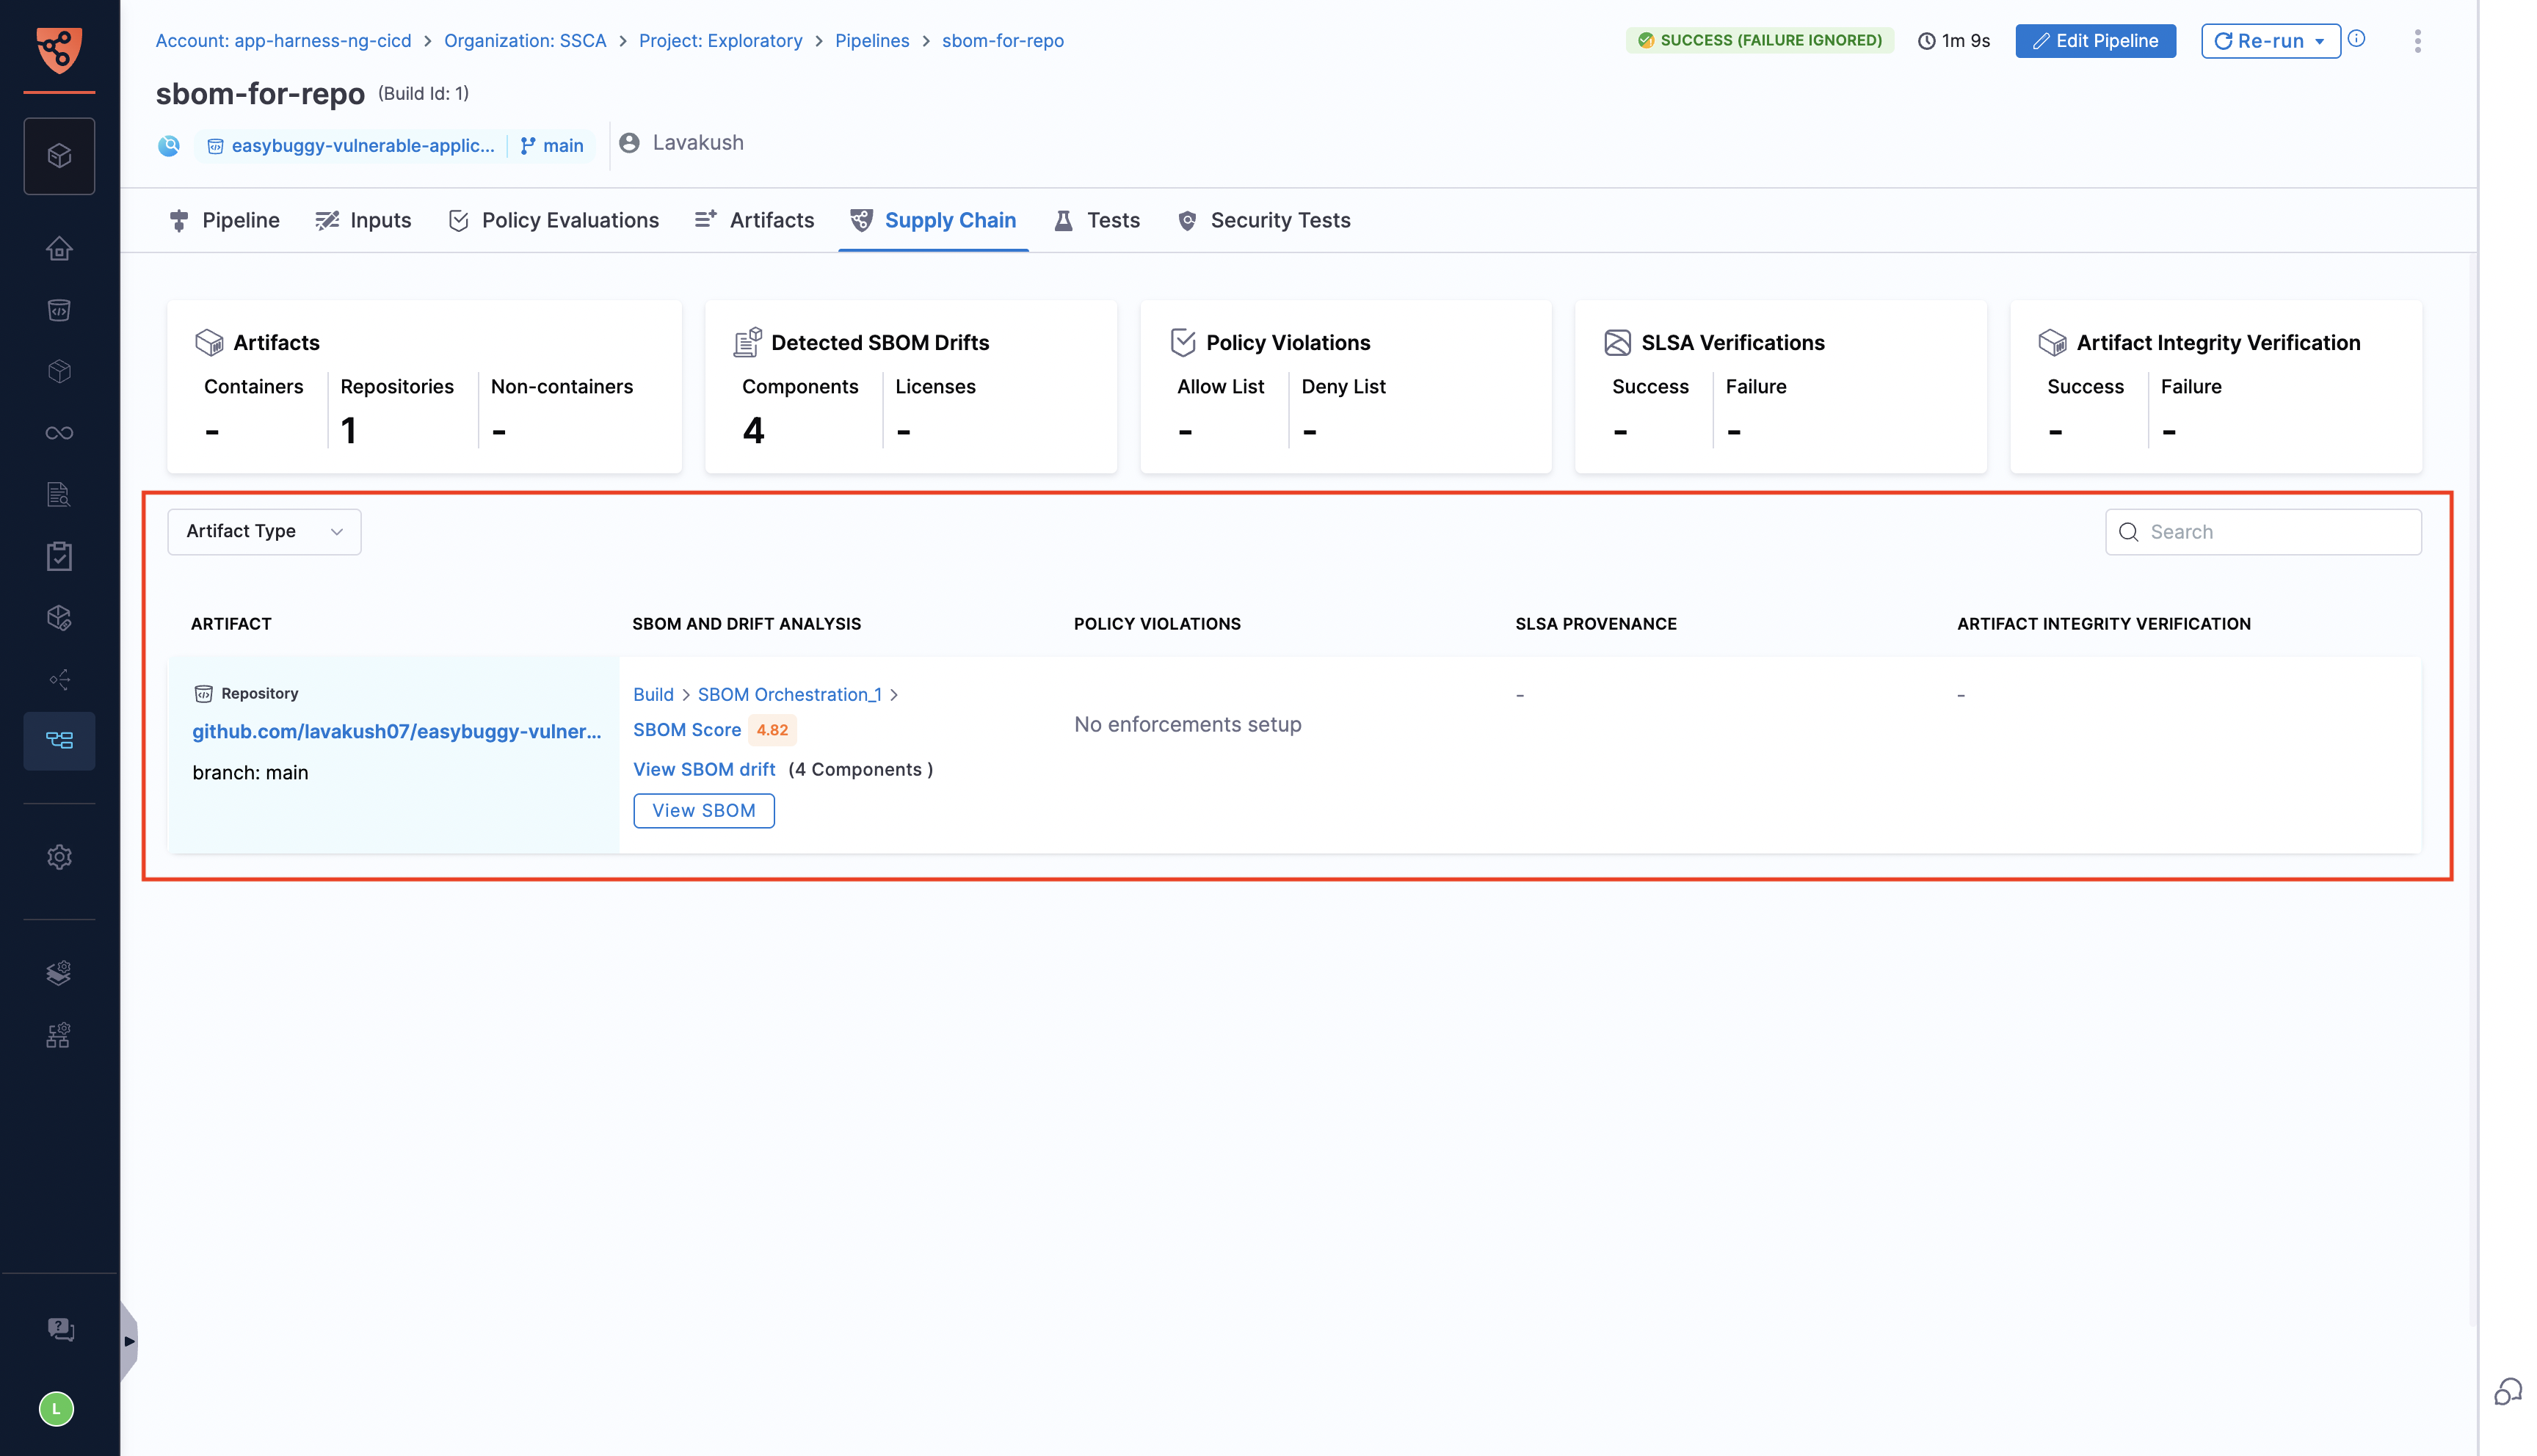 Account: app-harness-ng-cicd > Organization: SSCA > Project: Exploratory > Pipelines > sbom-for-repo
SUCCESS (FAILURE IGNORED) 1m 9s Edit Pipeline Re-run
sbom-for-repo (Build Id: 1)
easybuggy-vulnerable-applic... main Lavakush
Pipeline Inputs Policy Evaluations Artifacts Supply Chain Tests Security Tests
Artifacts
Containers Repositories Non-containers
- 1 -
Detected SBOM Drifts
Components Licenses
4 -
Policy Violations
Allow List Deny List
- -
SLSA Verifications
Success Failure
- -
Artifact Integrity Verification
Success Failure
- -
Artifact Type Search
ARTIFACT SBOM AND DRIFT ANALYSIS POLICY VIOLATIONS SLSA PROVENANCE ARTIFACT INTEGRITY VERIFICATION
Repository
github.com/lavakush07/easybuggy-vulner...
branch: main
Build > SBOM Orchestration_1 >
SBOM Score 4.82
View SBOM drift (4 Components )
View SBOM
No enforcements setup
-
-
L